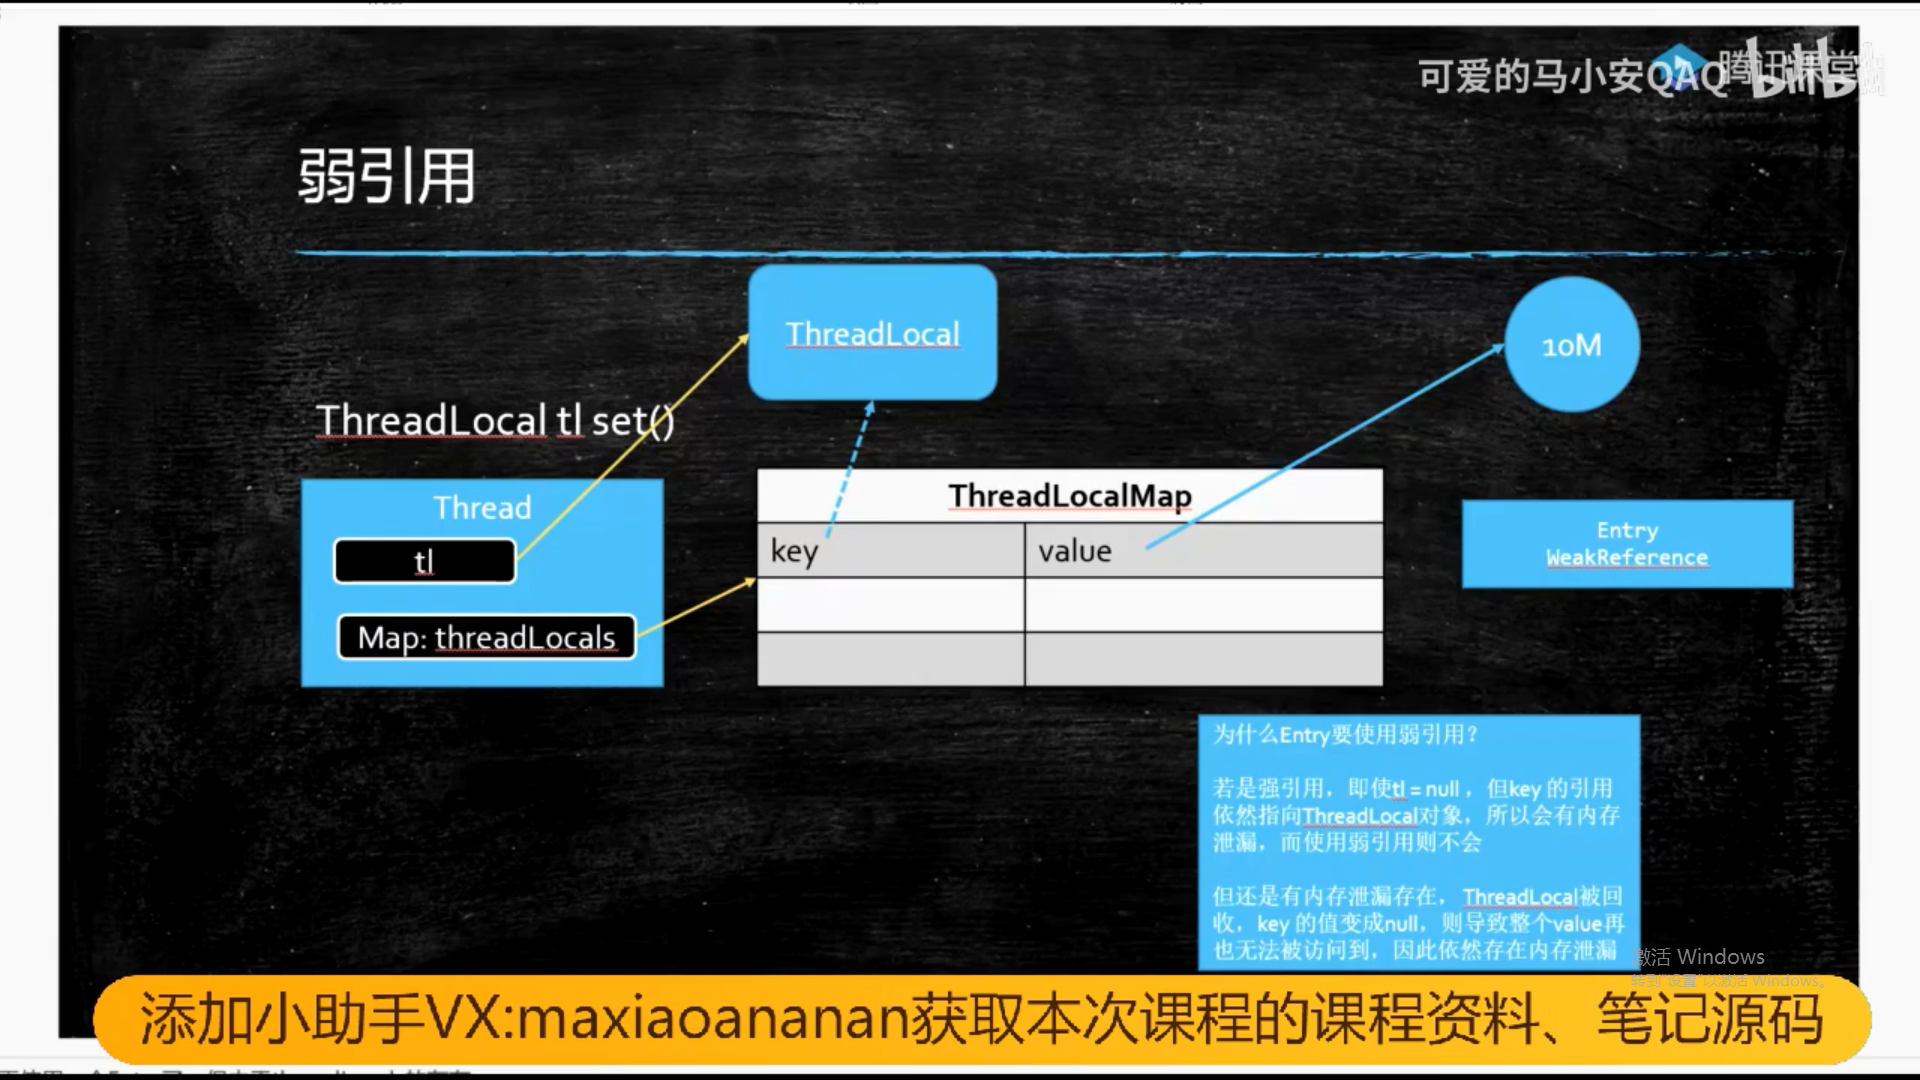 可爱的马小安QAQ
腾讯课堂
bilibili
弱引用
ThreadLocal
10M
ThreadLocal tl set()
Thread
tl
Map: threadLocals
ThreadLocalMap
key
value
Entry
WeakReference
为什么Entry要使用弱引用？
若是强引用，即使tl = null ，但key 的引用
依然指向ThreadLocal对象，所以会有内存
泄漏，而使用弱引用则不会
但还是有内存泄漏存在，ThreadLocal被回
收，key 的值变成null，则导致整个value再
也无法被访问到，因此依然存在内存泄漏
激活 Windows
转到"设置"以激活 Windows。
添加小助手VX:maxiaoananan获取本次课程的课程资料、笔记源码